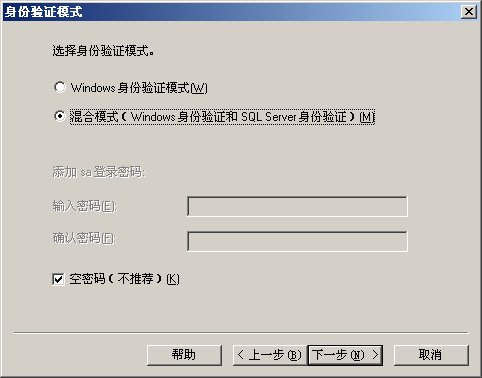 身份验证模式
选择身份验证模式。
Windows 身份验证模式(W)
混合模式（Windows 身份验证和 SQL Server 身份验证）(M)
添加 sa 登录密码:
输入密码(E):
确认密码(F):
空密码（不推荐）(K)
帮助 < 上一步(B) 下一步(N) > 取消